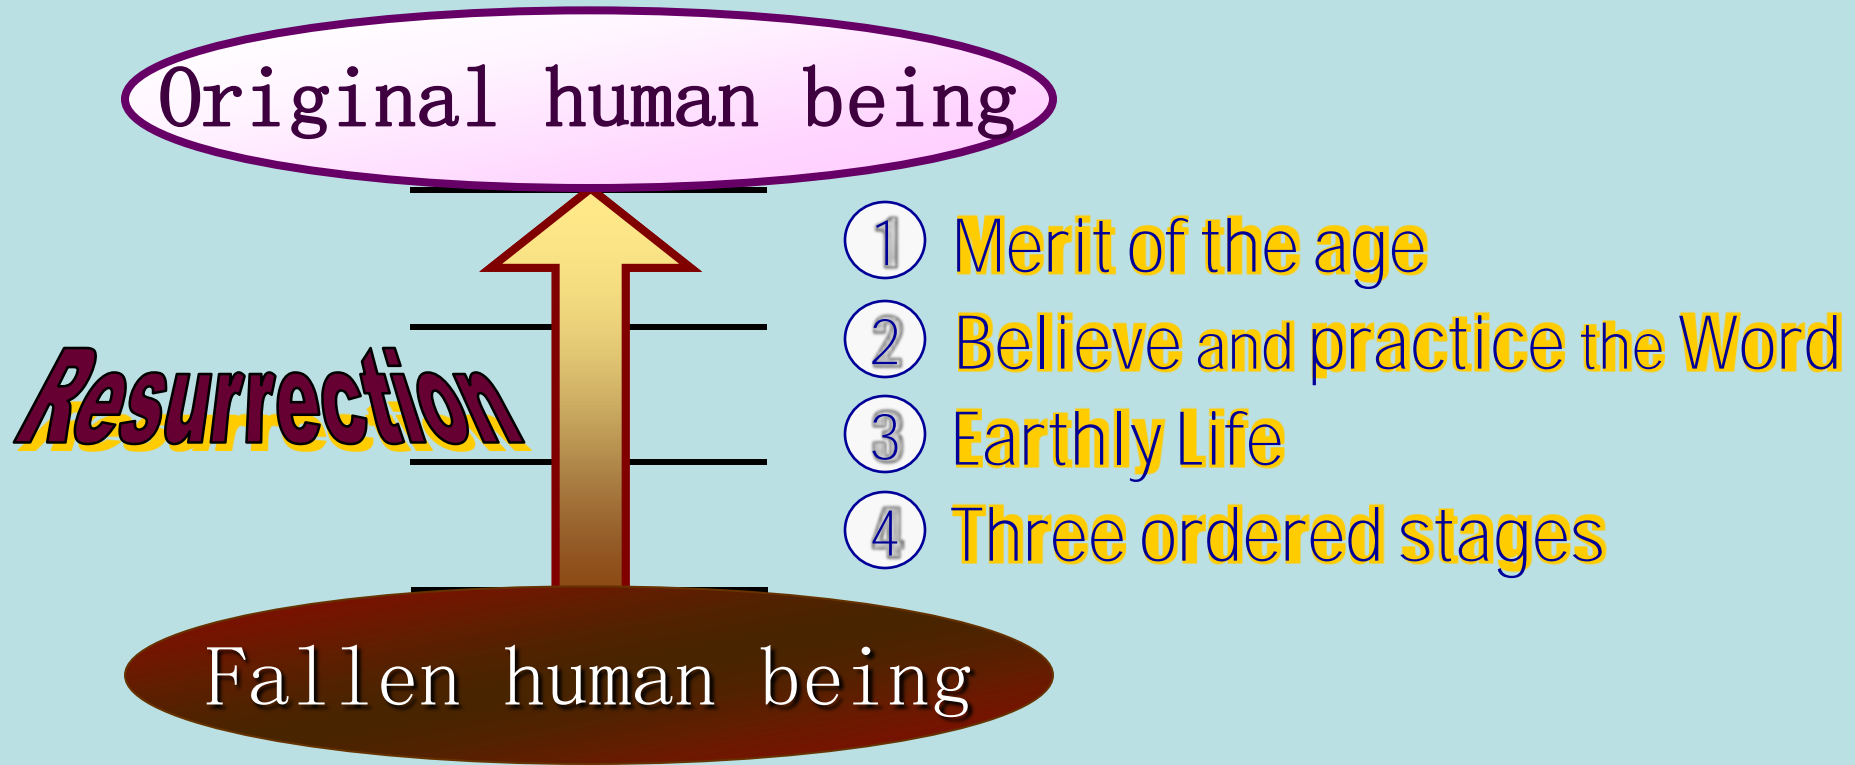 Original human being
① Merit of the age
② Believe and practice the Word
Resurrection
③ Earthly Life
④ Three ordered stages
Fallen human being